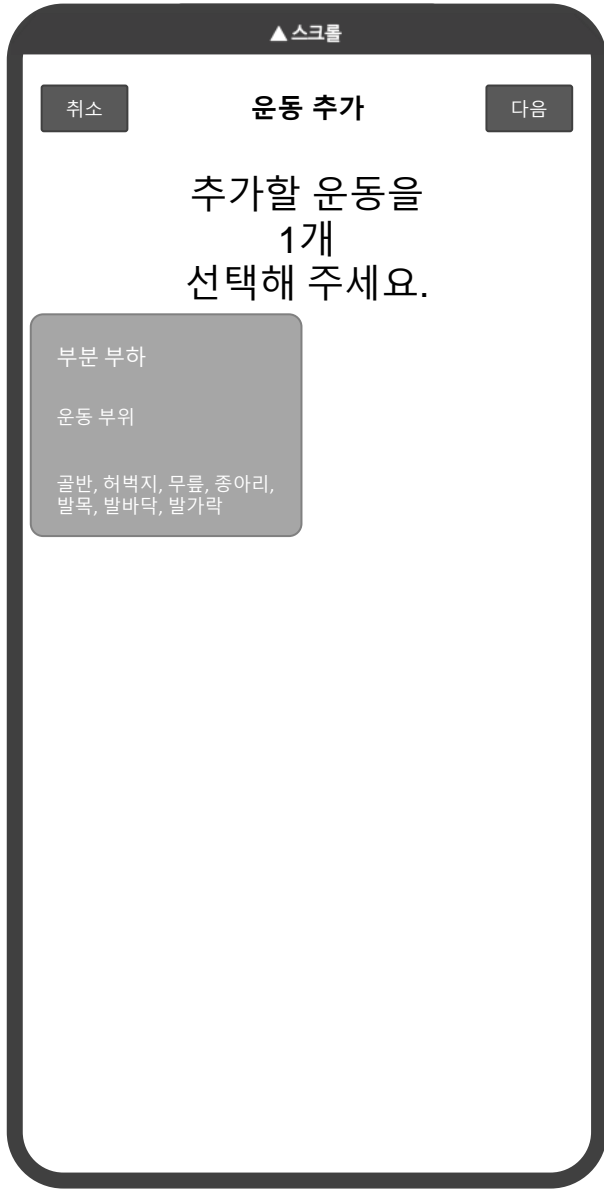 ▲스크롤
취소
운동 추가
다음
추가할 운동을
1개
선택해 주세요.
부분 부하
운동 부위
골반, 허벅지, 무릎, 종아리,
발목, 발바닥, 발가락